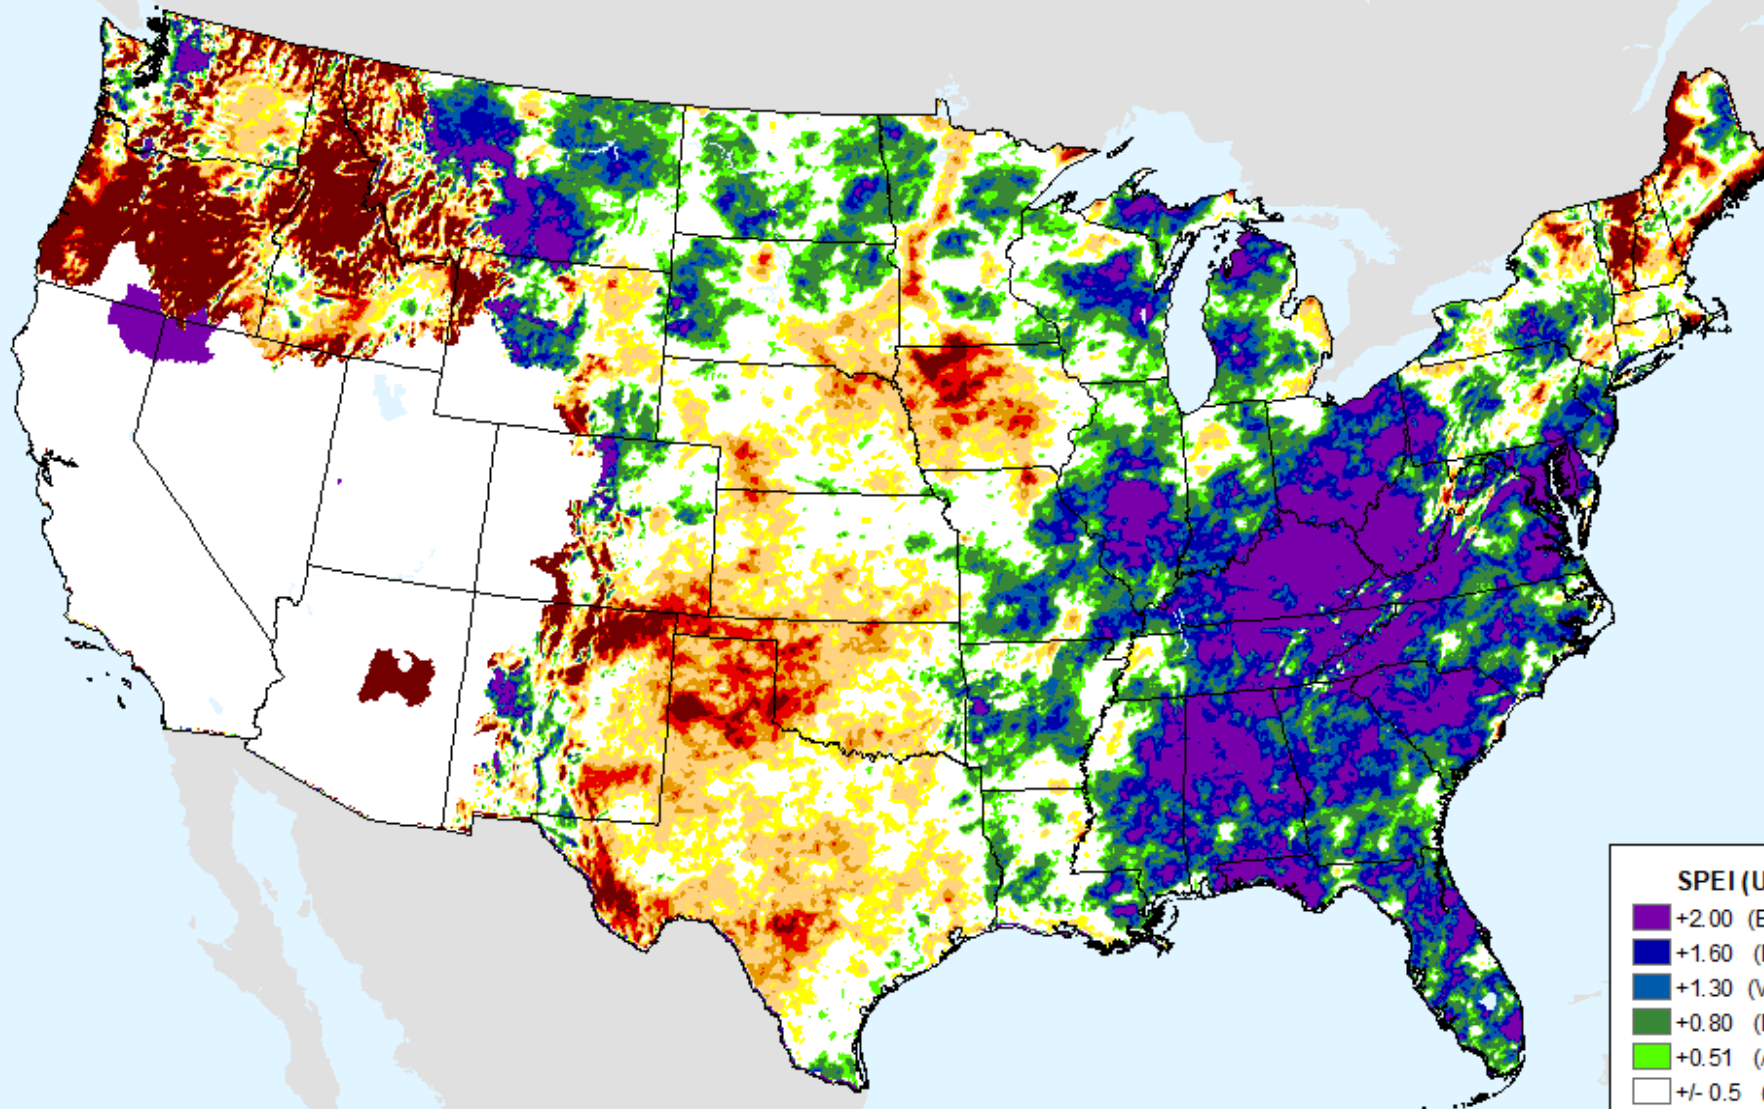 SPEI (U
+2.00 (E
+1.60 (
+1.30 (V
+0.80 (
+0.51 (
+/- 0.5 (